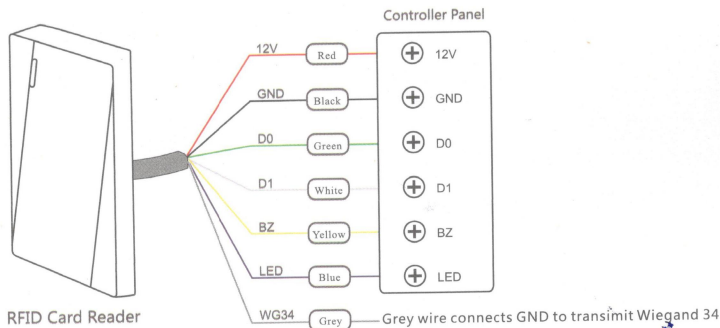 Controller Panel
12V Red 12V
GND Black GND
D0 Green D0
D1 White D1
BZ Yellow BZ
LED Blue LED
WG34 Grey Grey wire connects GND to transimit Wiegand 34
RFID Card Reader